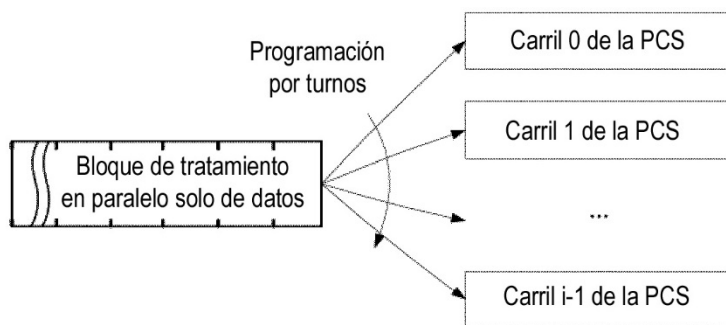 Programación
por turnos
Bloque de tratamiento
en paralelo solo de datos
Carril 0 de la PCS
Carril 1 de la PCS
...
Carril i-1 de la PCS